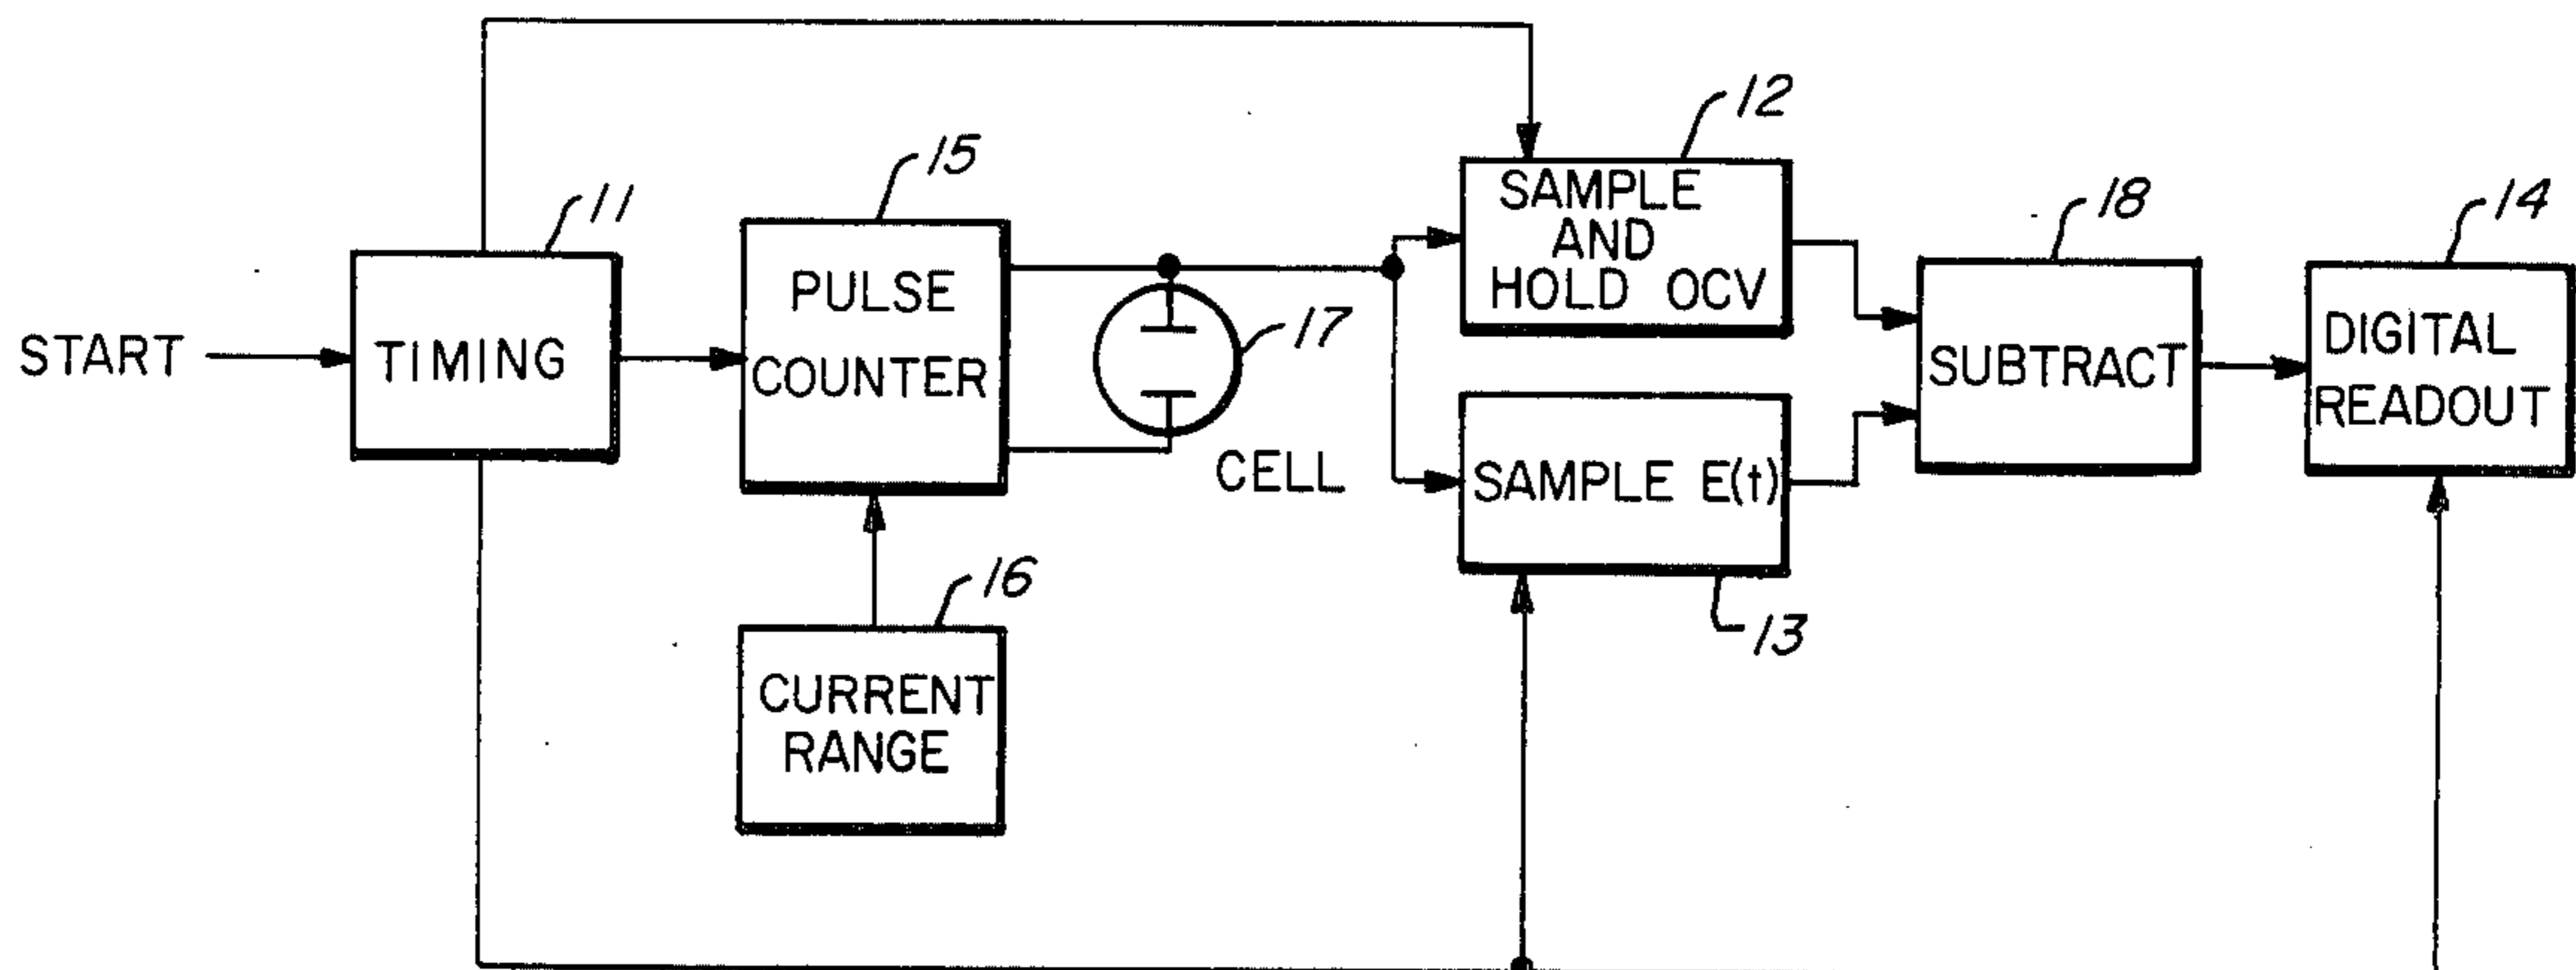 12
15
SAMPLE
AND
HOLD OCV
18
14
11
PULSE
COUNTER
17
DIGITAL
READOUT
START
TIMING
SUBTRACT
CELL
SAMPLE E(t)
16
13
CURRENT
RANGE